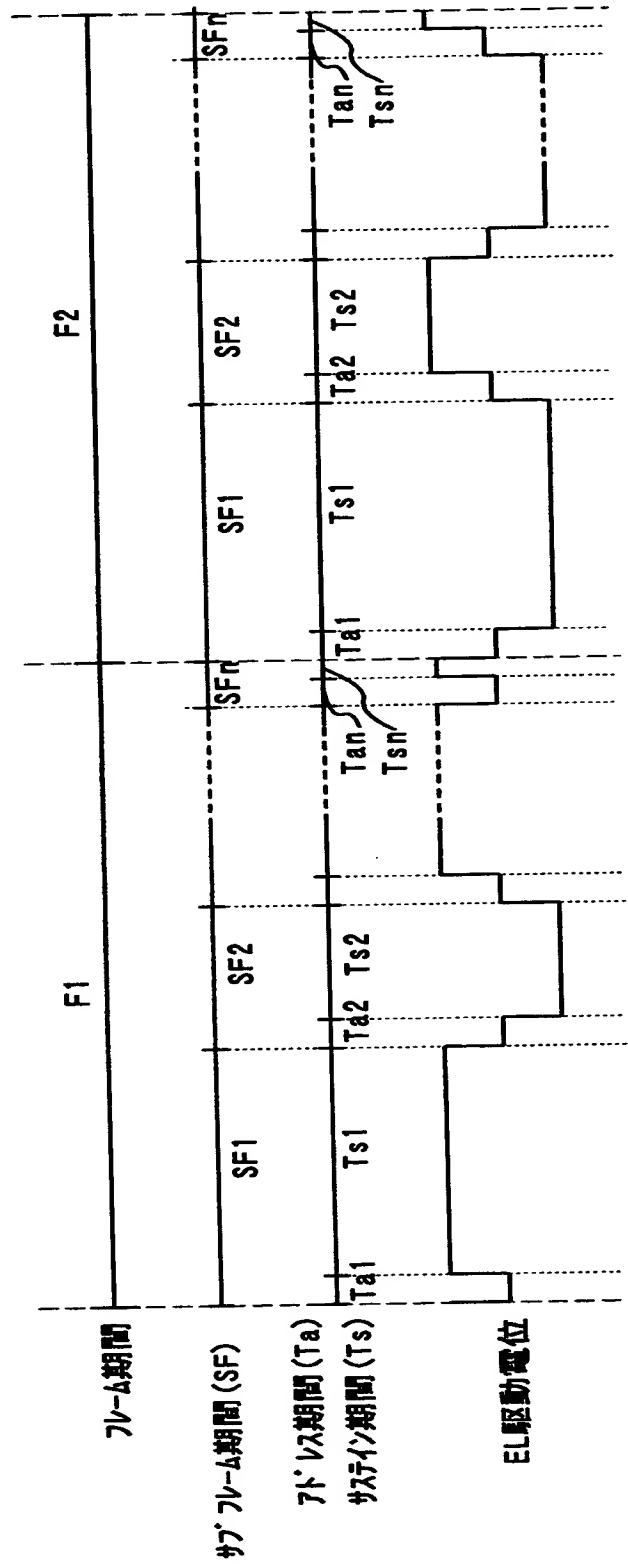 フレーム期間
F1
F2
サブフレーム期間(SF)
SF1
SF2
SFn
SF1
SF2
SFn
アドレス期間(Ta)
サステイン期間(Ts)
Ta1
Ts1
Ta2
Ts2
Tan
Tsn
Ta1
Ts1
Ta2
Ts2
Tan
Tsn
EL駆動電位